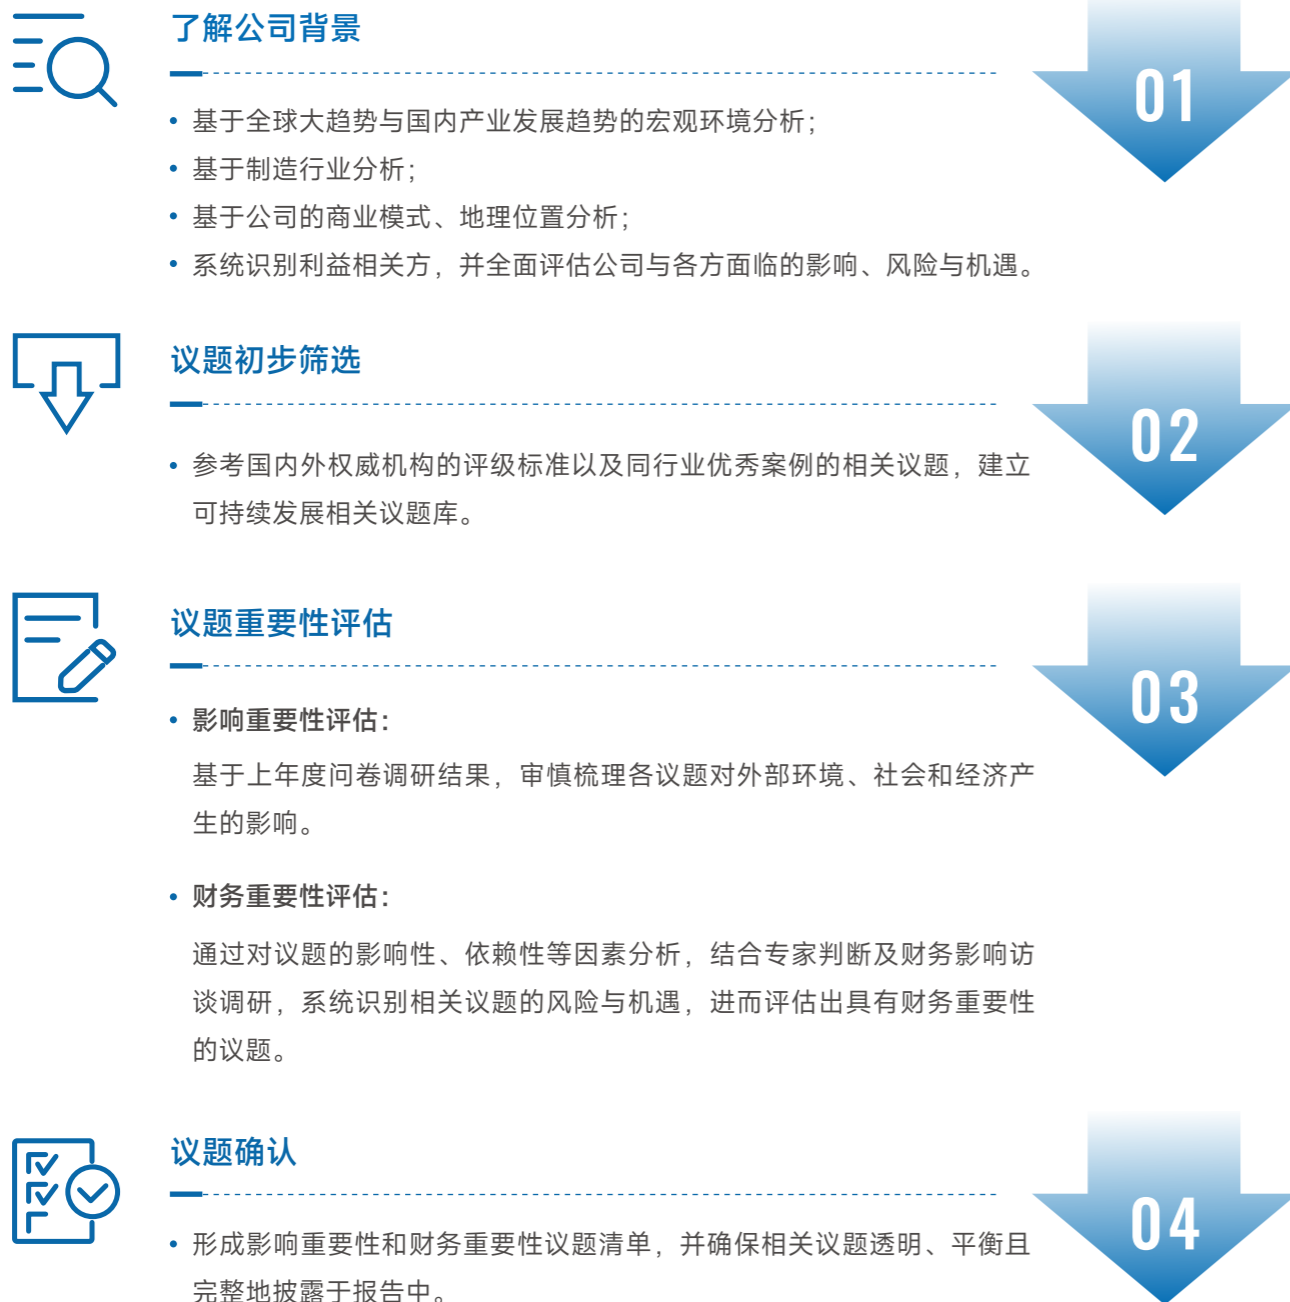 了解公司背景
01
• 基于全球大趋势与国内产业发展趋势的宏观环境分析；
• 基于制造行业分析；
• 基于公司的商业模式、地理位置分析；
• 系统识别利益相关方，并全面评估公司与各方面临的影响、风险与机遇。
议题初步筛选
02
• 参考国内外权威机构的评级标准以及同行业优秀案例的相关议题，建立
可持续发展相关议题库。
议题重要性评估
03
• 影响重要性评估：
基于上年度问卷调研结果，审慎梳理各议题对外部环境、社会和经济产
生的影响。
• 财务重要性评估：
通过对议题的影响性、依赖性等因素分析，结合专家判断及财务影响访
谈调研，系统识别相关议题的风险与机遇，进而评估出具有财务重要性
的议题。
议题确认
04
• 形成影响重要性和财务重要性议题清单，并确保相关议题透明、平衡且
完整地披露于报告中。